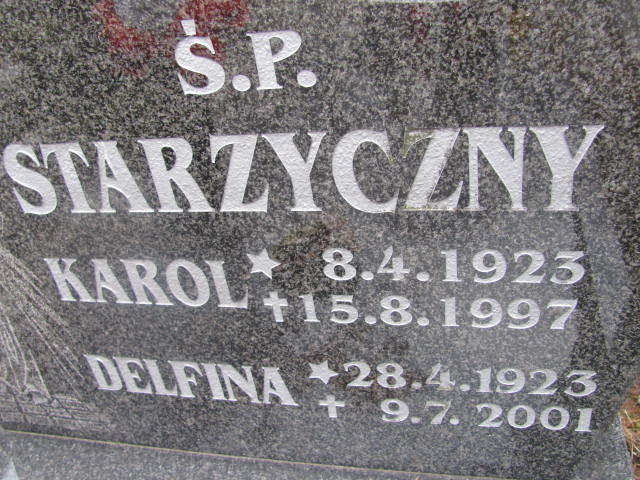 Ś.P.
STARZYCZNY
KAROL ★ 8.4.1923
✝ 15.8.1997
DELFINA ★ 28.4.1923
✝ 9.7.2001